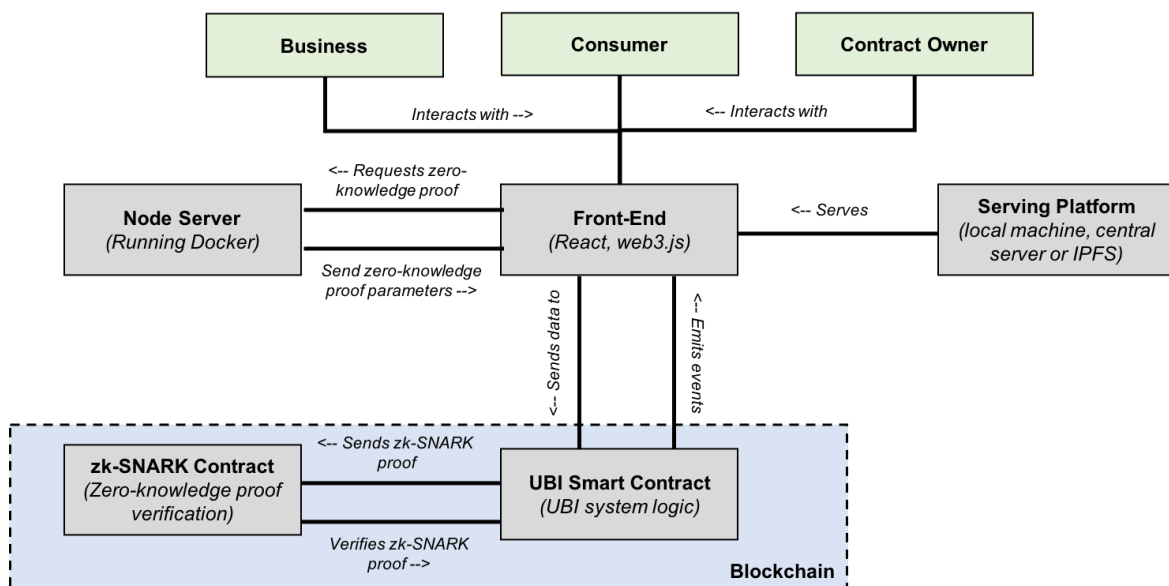 Business
Consumer
Contract Owner
Interacts with -->
<-- Interacts with
<-- Requests zero-
knowledge proof
Node Server
(Running Docker)
Front-End
(React, web3.js)
<-- Serves
Serving Platform
(local machine, central
server or IPFS)
Send zero-knowledge
proof parameters -->
<-- Sends data to
<-- Emits events
zk-SNARK Contract
(Zero-knowledge proof
verification)
<-- Sends zk-SNARK
proof
UBI Smart Contract
(UBI system logic)
Verifies zk-SNARK
proof -->
Blockchain